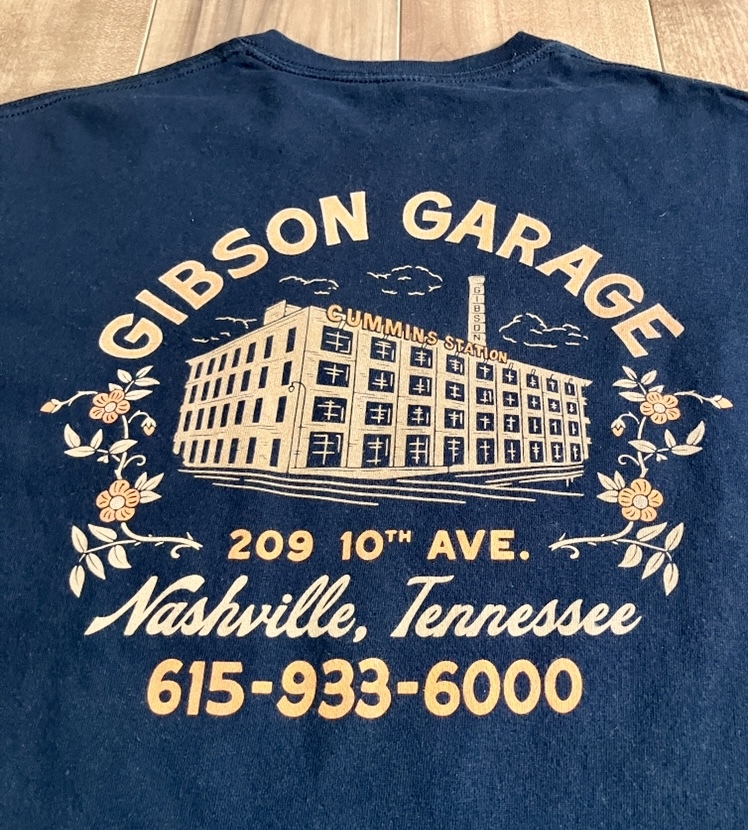 GIBSON GARAGE
GIBSON
CUMMINS STATION
209 10TH AVE.
Nashville, Tennessee
615-933-6000